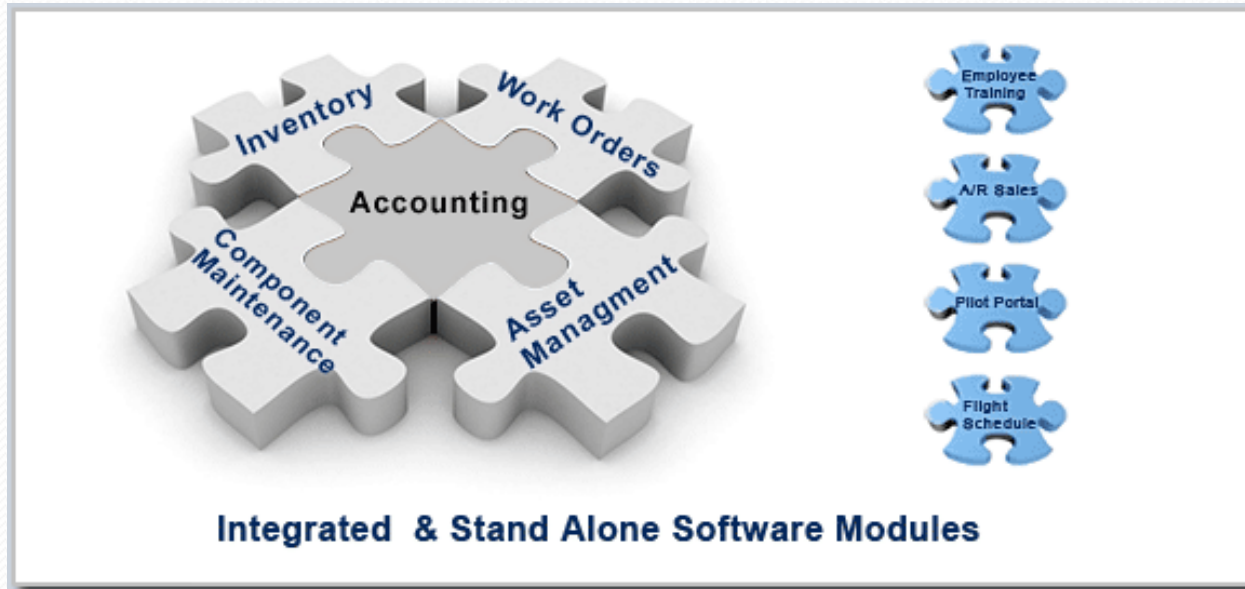 Inventory
Work Orders
Accounting
Component
Maintenance
Asset
Managment
Employee
Training
A/R Sales
Pilot Portal
Flight
Schedule
Integrated & Stand Alone Software Modules